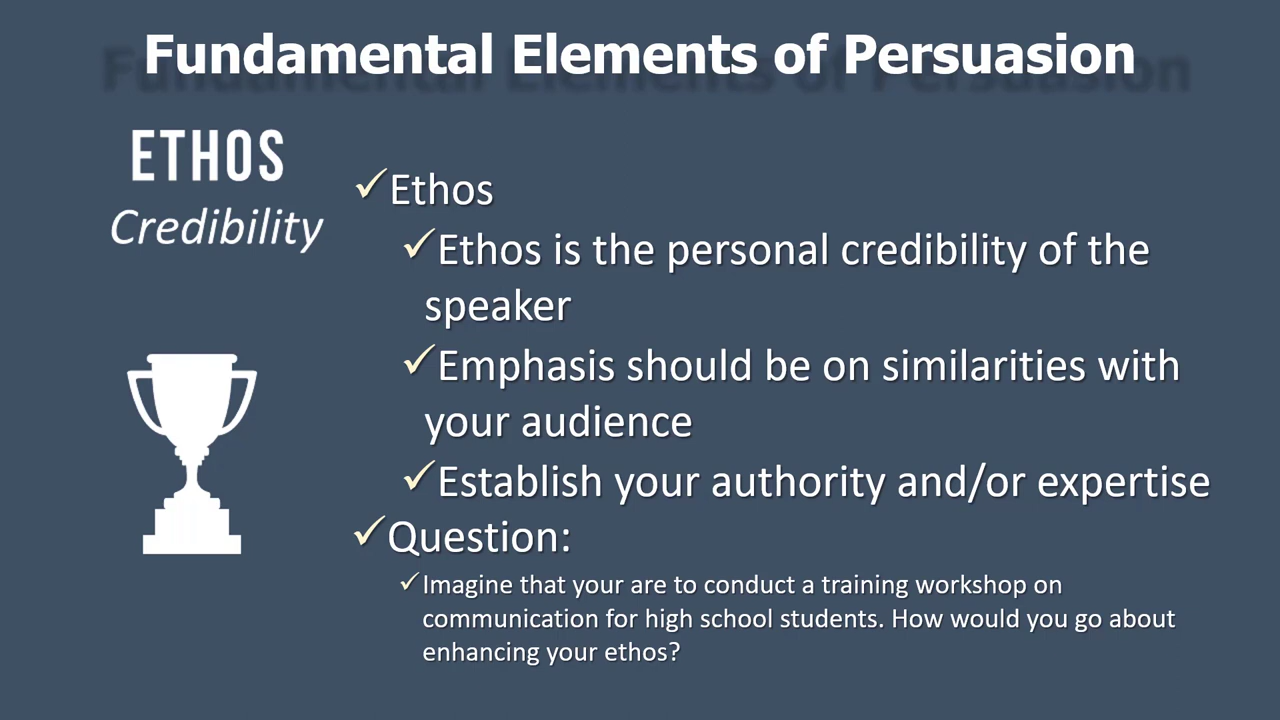 Fundamental Elements of Persuasion
ETHOS
Credibility
✓Ethos
✓Ethos is the personal credibility of the
speaker
✓Emphasis should be on similarities with
your audience
✓Establish your authority and/or expertise
✓Question:
✓Imagine that your are to conduct a training workshop on
communication for high school students. How would you go about
enhancing your ethos?